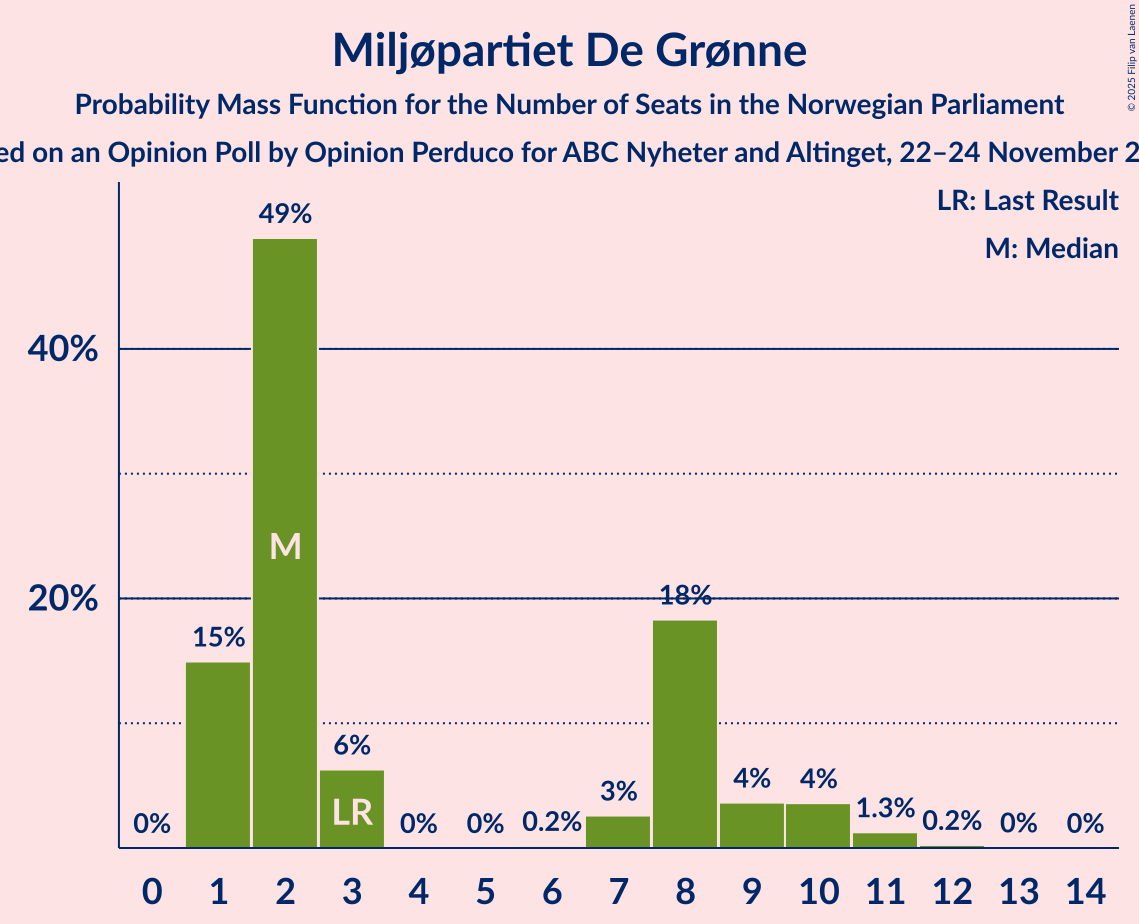 Miljøpartiet De Grønne
Probability Mass Function for the Number of Seats in the Norwegian Parliament
on an Opinion Poll by Opinion Perduco for ABC Nyheter and Altinget, 22–24 November
© 2025 Filip van Laenen
LR: Last Result
M: Median
49%
40%
M
20%
18%
15%
6%
LR
0%
0%
0%
0.2%
3%
4%
4%
1.3%
0.2%
0%
0%
0 1 2 3 4 5 6 7 8 9 10 11 12 13 14